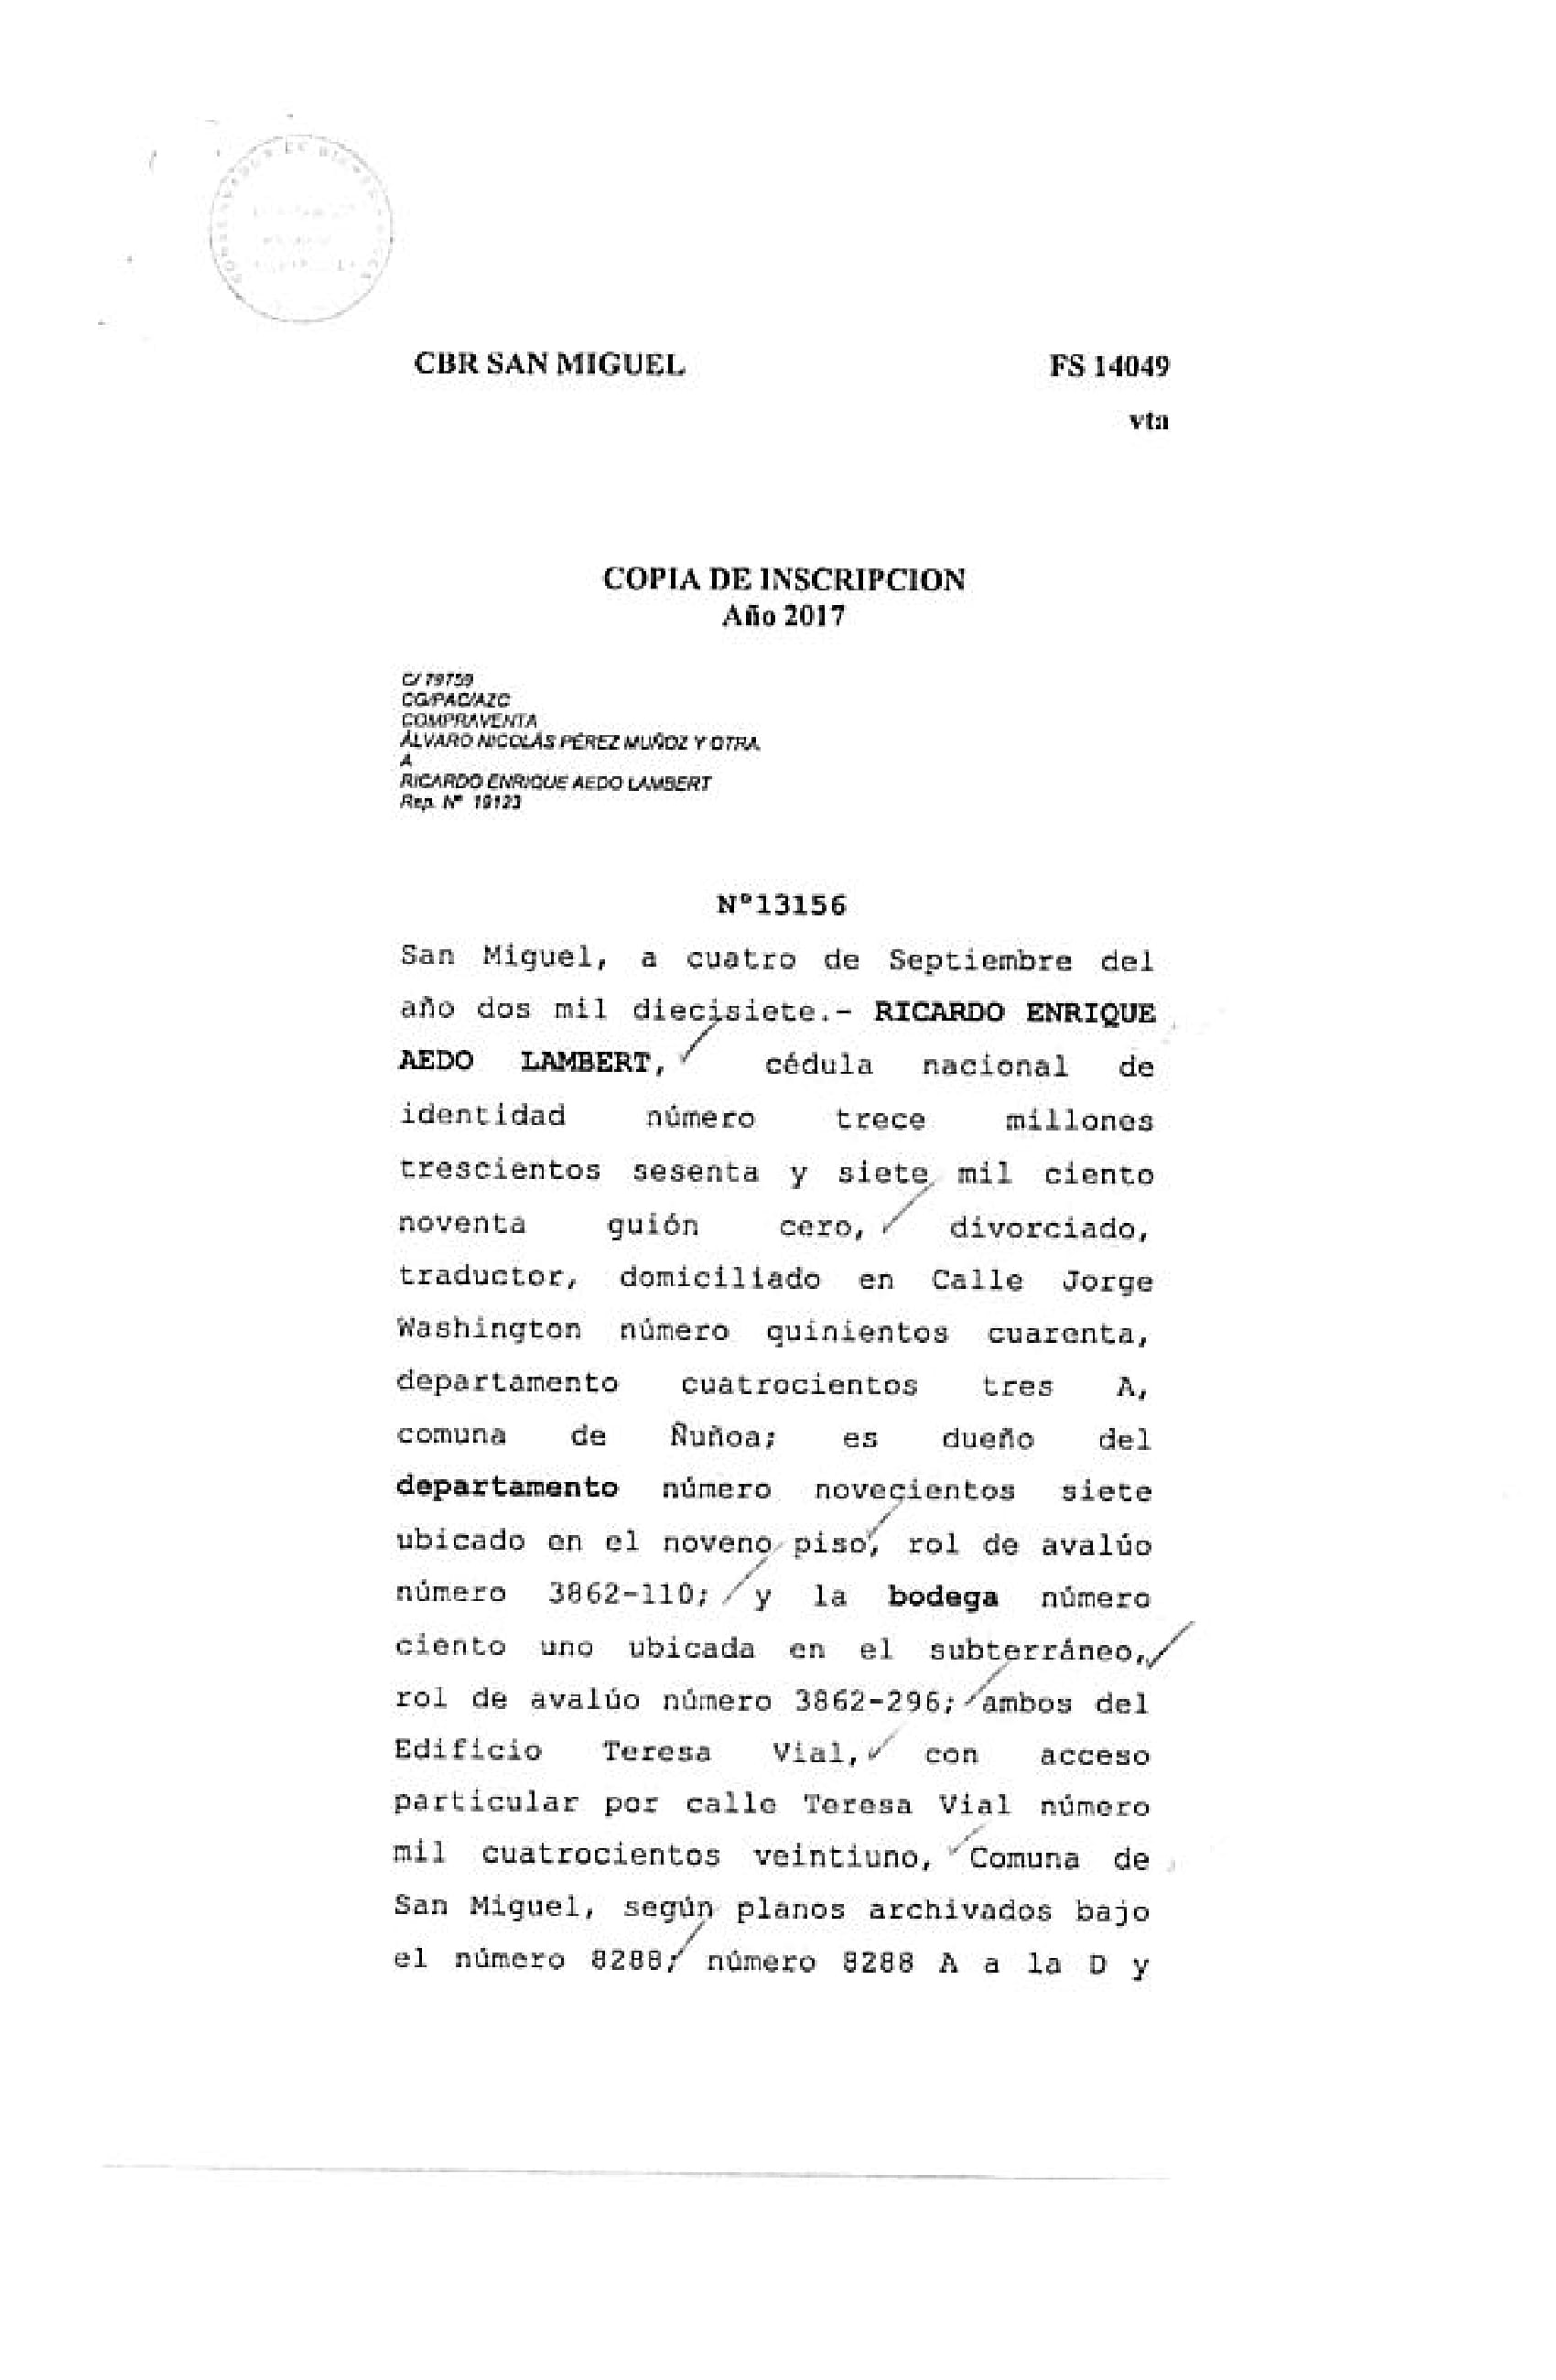 CBR SAN MIGUEL
FS 14049
vta
COPIA DE INSCRIPCION
Año 2017
C/ 79759
CG/PAC/AZC
COMPRAVENTA
ÁLVARO NICOLÁS PÉREZ MUÑOZ Y OTRA
A
RICARDO ENRIQUE AEDO LAMBERT
Rep. Nº 19123
Nº13156
San Miguel, a cuatro de Septiembre del
año dos mil diecisiete.- RICARDO ENRIQUE
AEDO LAMBERT, cédula nacional de
identidad número trece millones
trescientos sesenta y siete mil ciento
noventa guión cero, divorciado,
traductor, domiciliado en Calle Jorge
Washington número quinientos cuarenta,
departamento cuatrocientos tres A,
comuna de Ñuñoa; es dueño del
departamento número novecientos siete
ubicado en el noveno piso, rol de avalúo
número 3862-110; y la bodega número
ciento uno ubicada en el subterráneo,
rol de avalúo número 3862-296; ambos del
Edificio Teresa Vial, con acceso
particular por calle Teresa Vial número
mil cuatrocientos veintiuno, Comuna de
San Miguel, según planos archivados bajo
el número 8288; número 8288 A a la D y